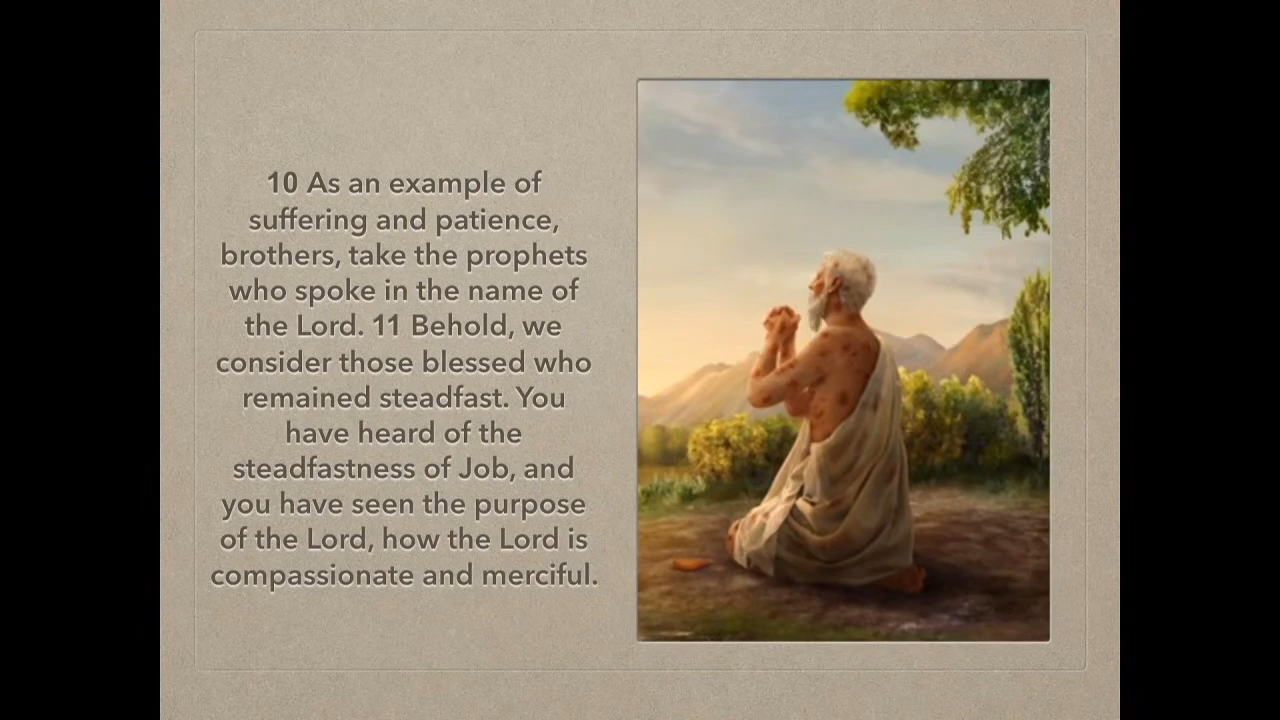 10 As an example of
suffering and patience,
brothers, take the prophets
who spoke in the name of
the Lord. 11 Behold, we
consider those blessed who
remained steadfast. You
have heard of the
steadfastness of Job, and
you have seen the purpose
of the Lord, how the Lord is
compassionate and merciful.